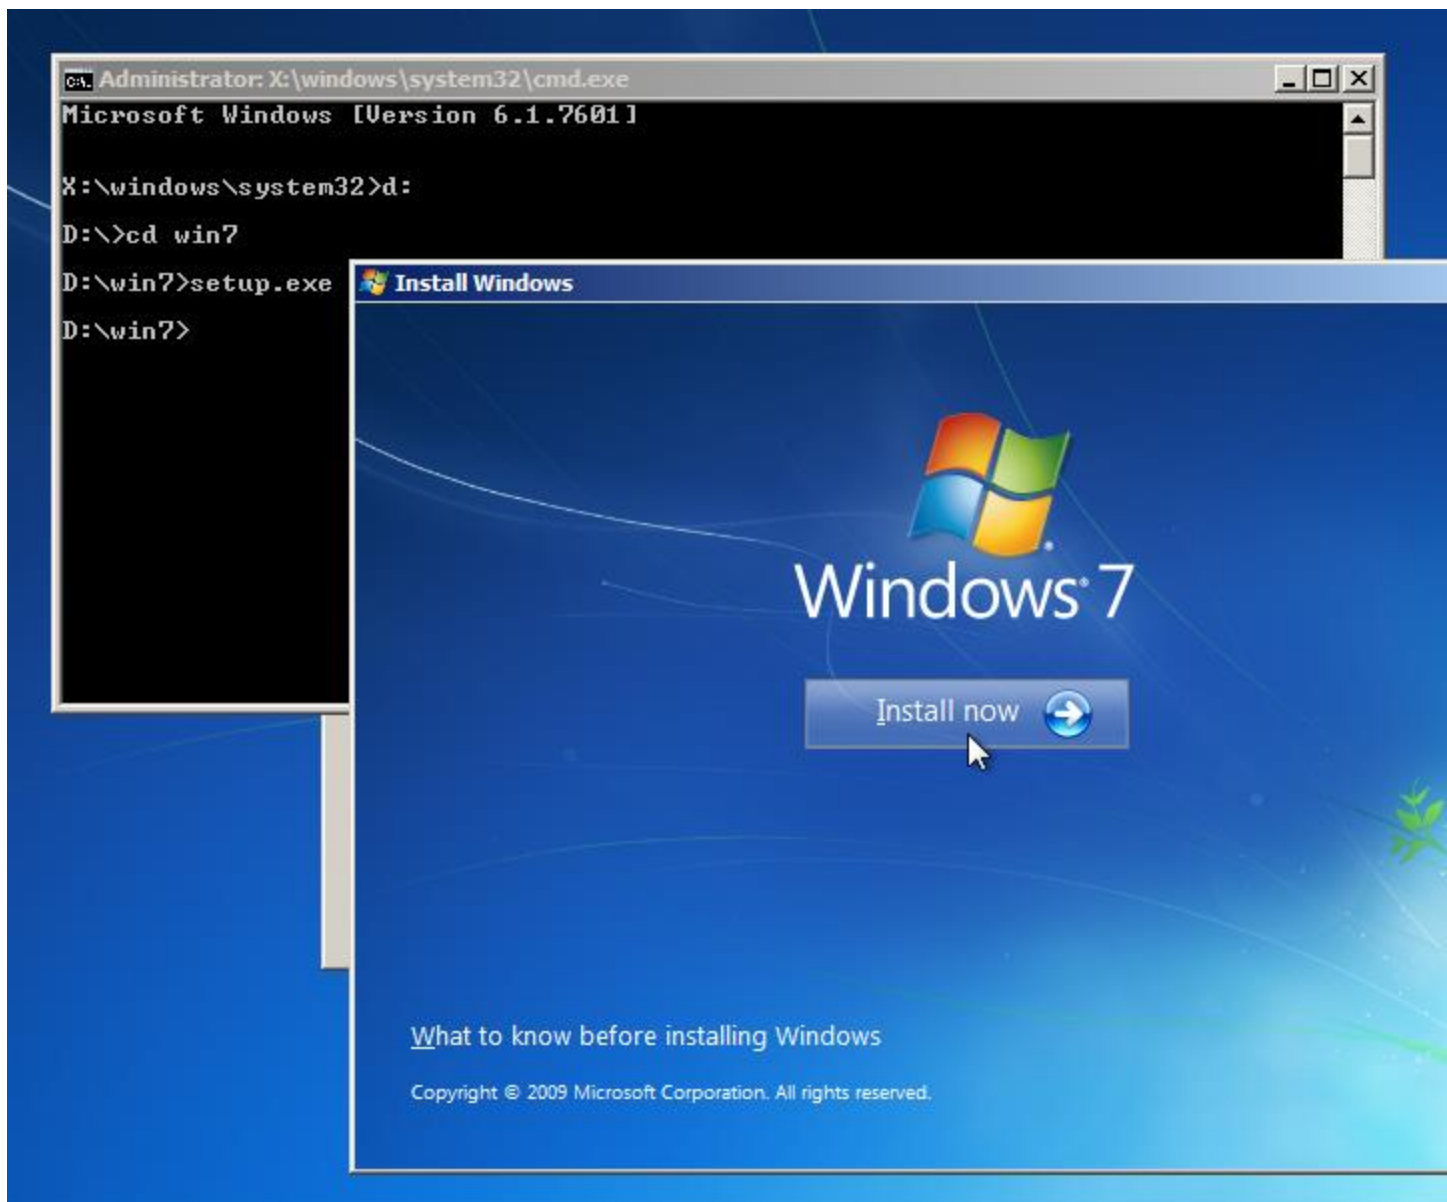 Administrator: X:\windows\system32\cmd.exe
Microsoft Windows [Version 6.1.7601]
X:\windows\system32>d:
D:\>cd win7
D:\win7>setup.exe
D:\win7>
Install Windows
Windows® 7
Install now
What to know before installing Windows
Copyright © 2009 Microsoft Corporation. All rights reserved.